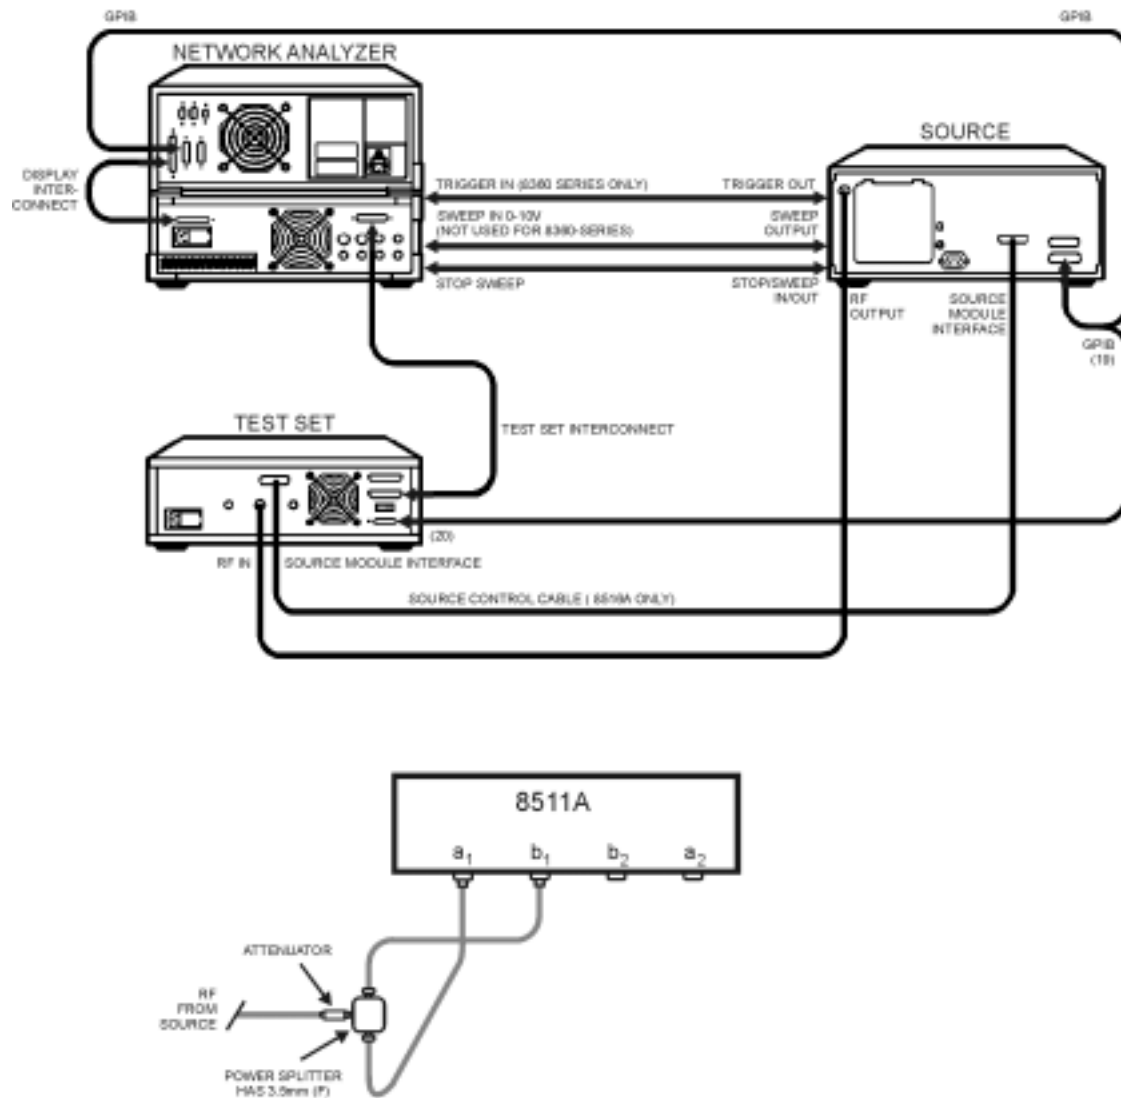 GPIB
GPIB
NETWORK ANALYZER
SOURCE
DISPLAY
INTER-
CONNECT
TRIGGER IN (8360 SERIES ONLY)
TRIGGER OUT
SWEEP IN 0-10V
(NOT USED FOR 8360-SERIES)
SWEEP
OUTPUT
STOP SWEEP
STOP/SWEEP
IN/OUT
RF
OUTPUT
SOURCE
MODULE
INTERFACE
GPIB
(19)
TEST SET
TEST SET INTERCONNECT
(20)
RF IN
SOURCE MODULE INTERFACE
SOURCE CONTROL CABLE ( 8516A ONLY)
8511A
a1
b1
b2
a2
ATTENUATOR
RF
FROM
SOURCE
POWER SPLITTER
HAS 3.5mm (F)